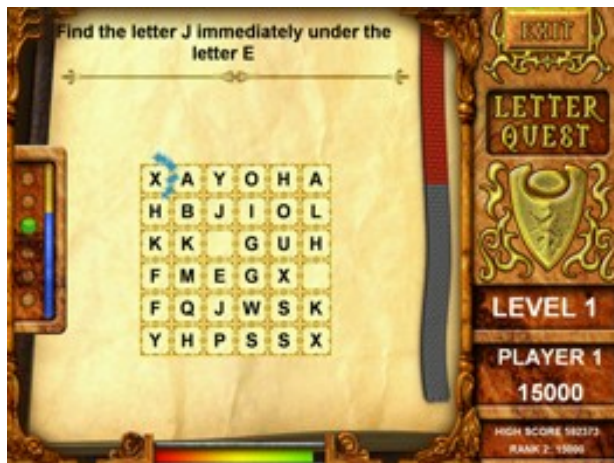 Find the letter J immediately under the
letter E
EXIT
LETTER
QUEST
X A Y O H A
H B J I O L
K K G U H
F M E G X
F Q J W S K
Y H P S S X
LEVEL 1
PLAYER 1
15000
HIGH SCORE 592373
RANK 2: 15000